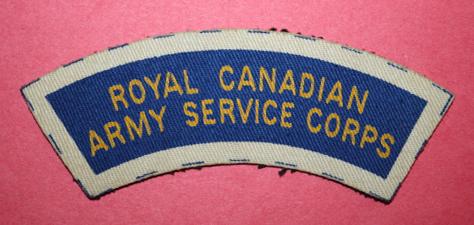 ROYAL CANADIAN
ARMY SERVICE CORPS